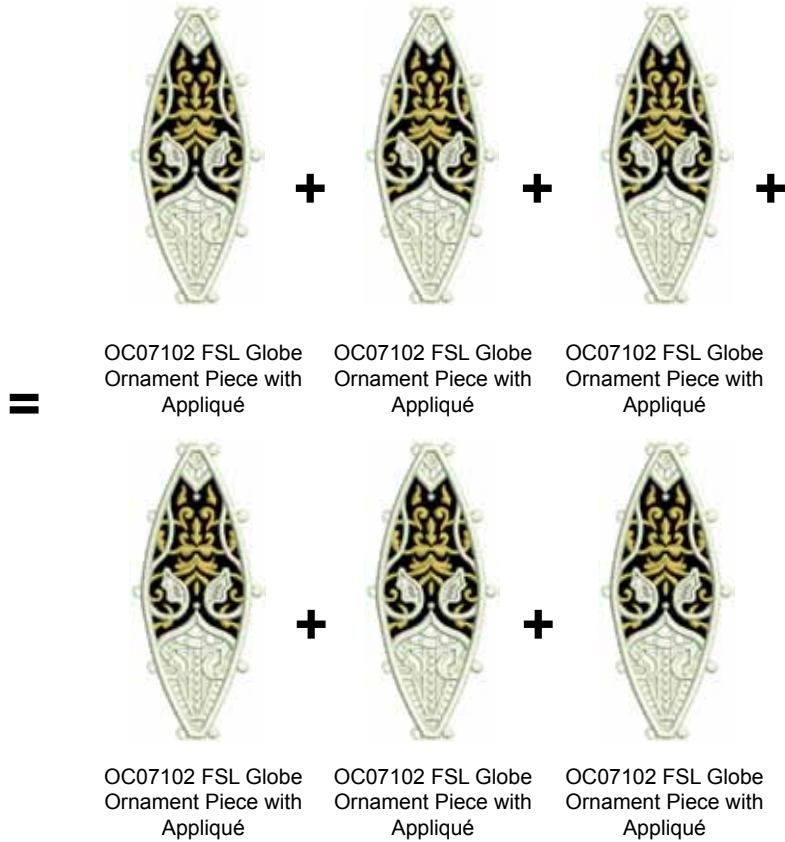 + + +
OC07102 FSL Globe Ornament Piece with Appliqué
OC07102 FSL Globe Ornament Piece with Appliqué
OC07102 FSL Globe Ornament Piece with Appliqué
=
+ +
OC07102 FSL Globe Ornament Piece with Appliqué
OC07102 FSL Globe Ornament Piece with Appliqué
OC07102 FSL Globe Ornament Piece with Appliqué